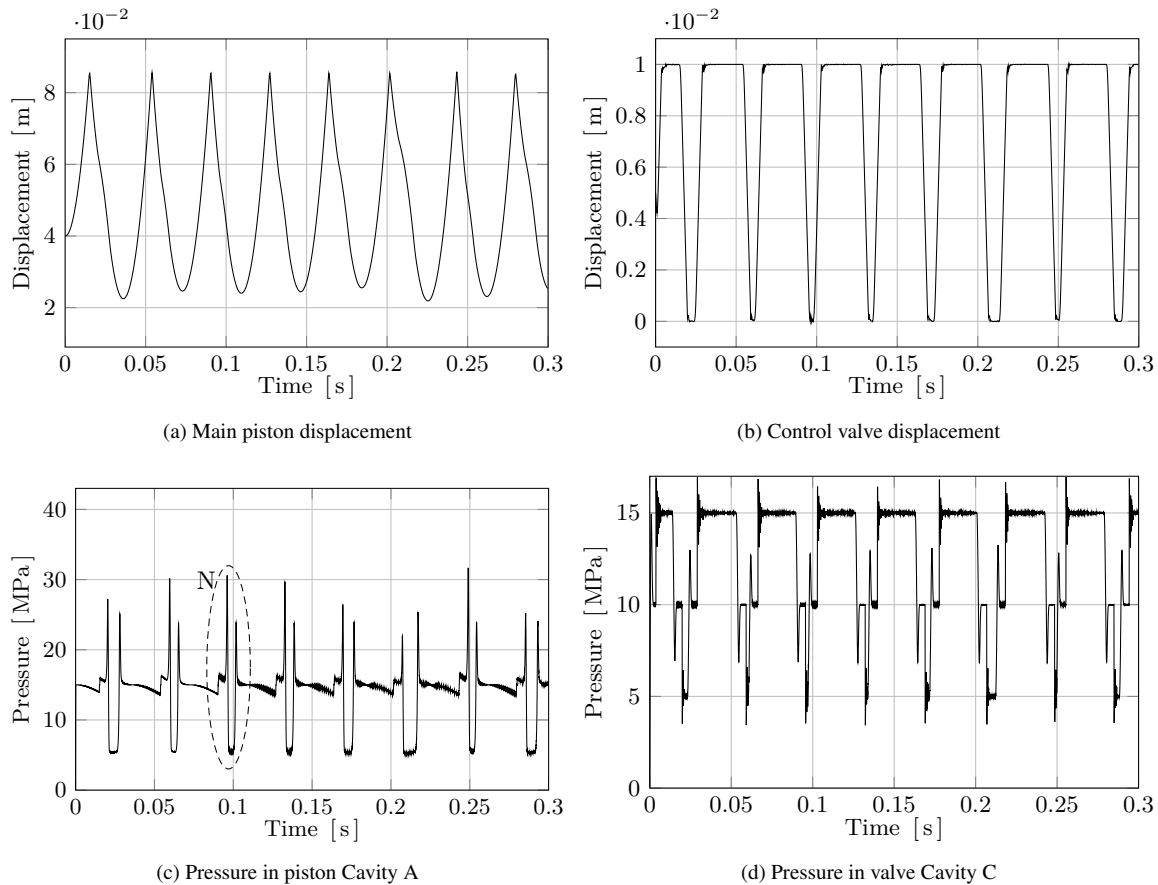 ·10⁻²
8
6
4
2
Displacement [m]
0 0.05 0.1 0.15 0.2 0.25 0.3
Time [s]
(a) Main piston displacement
·10⁻²
1
0.8
0.6
0.4
0.2
0
Displacement [m]
0 0.05 0.1 0.15 0.2 0.25 0.3
Time [s]
(b) Control valve displacement
40
30
20
10
0
Pressure [MPa]
N
0 0.05 0.1 0.15 0.2 0.25 0.3
Time [s]
(c) Pressure in piston Cavity A
15
10
5
0
Pressure [MPa]
0 0.05 0.1 0.15 0.2 0.25 0.3
Time [s]
(d) Pressure in valve Cavity C